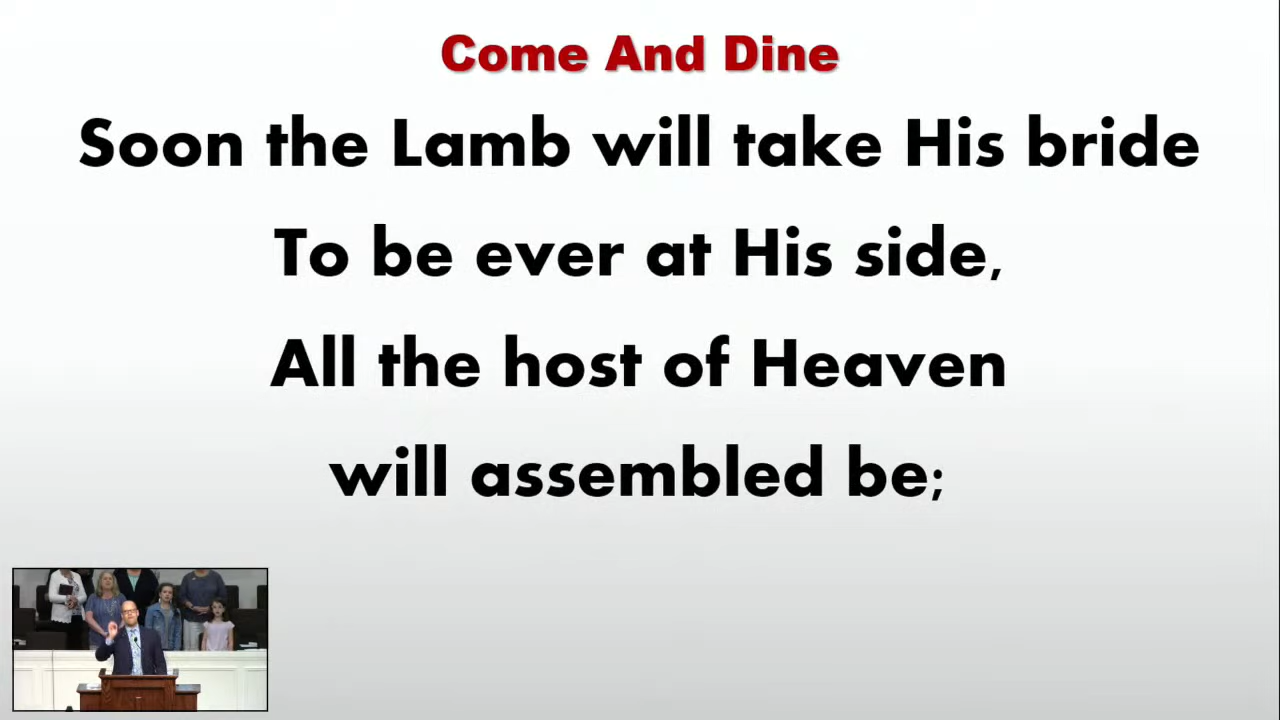 Come And Dine
Soon the Lamb will take His bride
To be ever at His side,
All the host of Heaven
will assembled be;